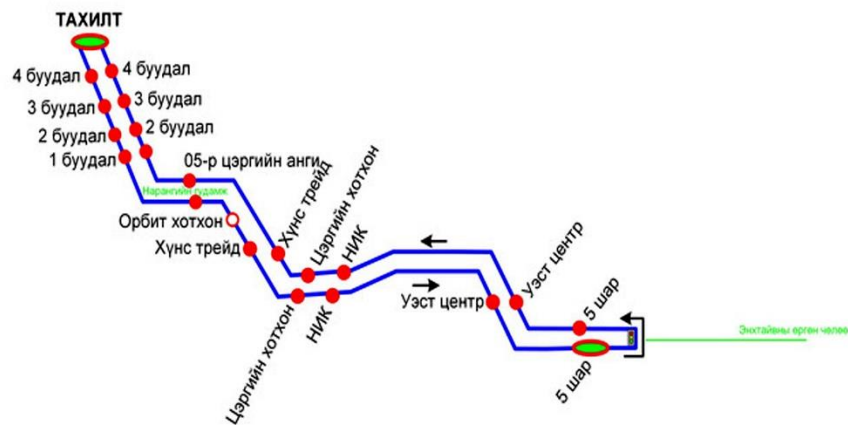 ТАХИЛТ
4 буудал
4 буудал
3 буудал
3 буудал
2 буудал
2 буудал
1 буудал
05-р цэргийн анги
Нарангийн гудамж
Орбит хотхон
Хүнс трейд
Хүнс трейд
Цэргийн хотхон
НИК
Цэргийн хотхон
НИК
Уэст центр
Уэст центр
5 шар
5 шар
Энхтайвны өргөн чөлөө